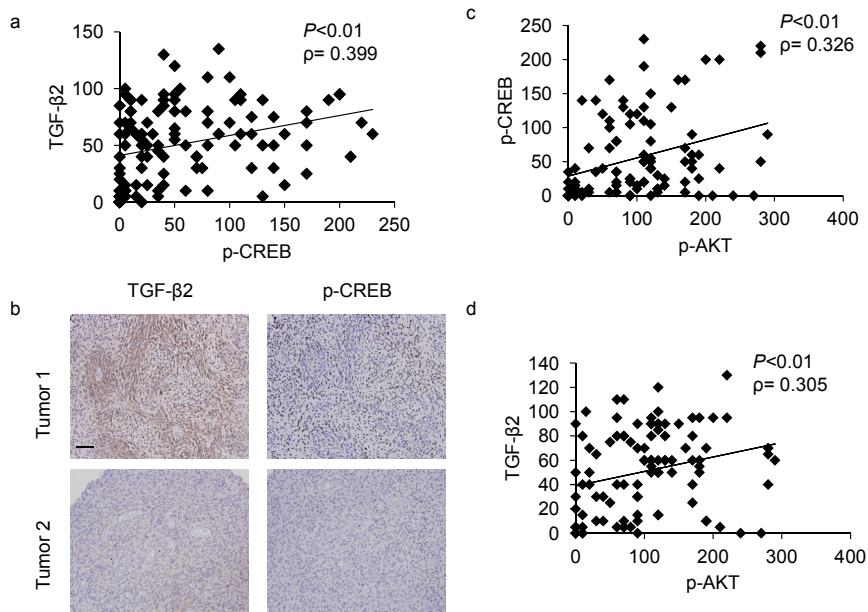 a
P<0.01
ρ= 0.399
TGF-β2
150
100
50
0
0 50 100 150 200 250
p-CREB
b
TGF-β2 p-CREB
Tumor 1
Tumor 2
c
P<0.01
ρ= 0.326
p-CREB
250
200
150
100
50
0
0 100 200 300 400
p-AKT
d
P<0.01
ρ= 0.305
TGF-β2
140
120
100
80
60
40
20
0
0 100 200 300 400
p-AKT